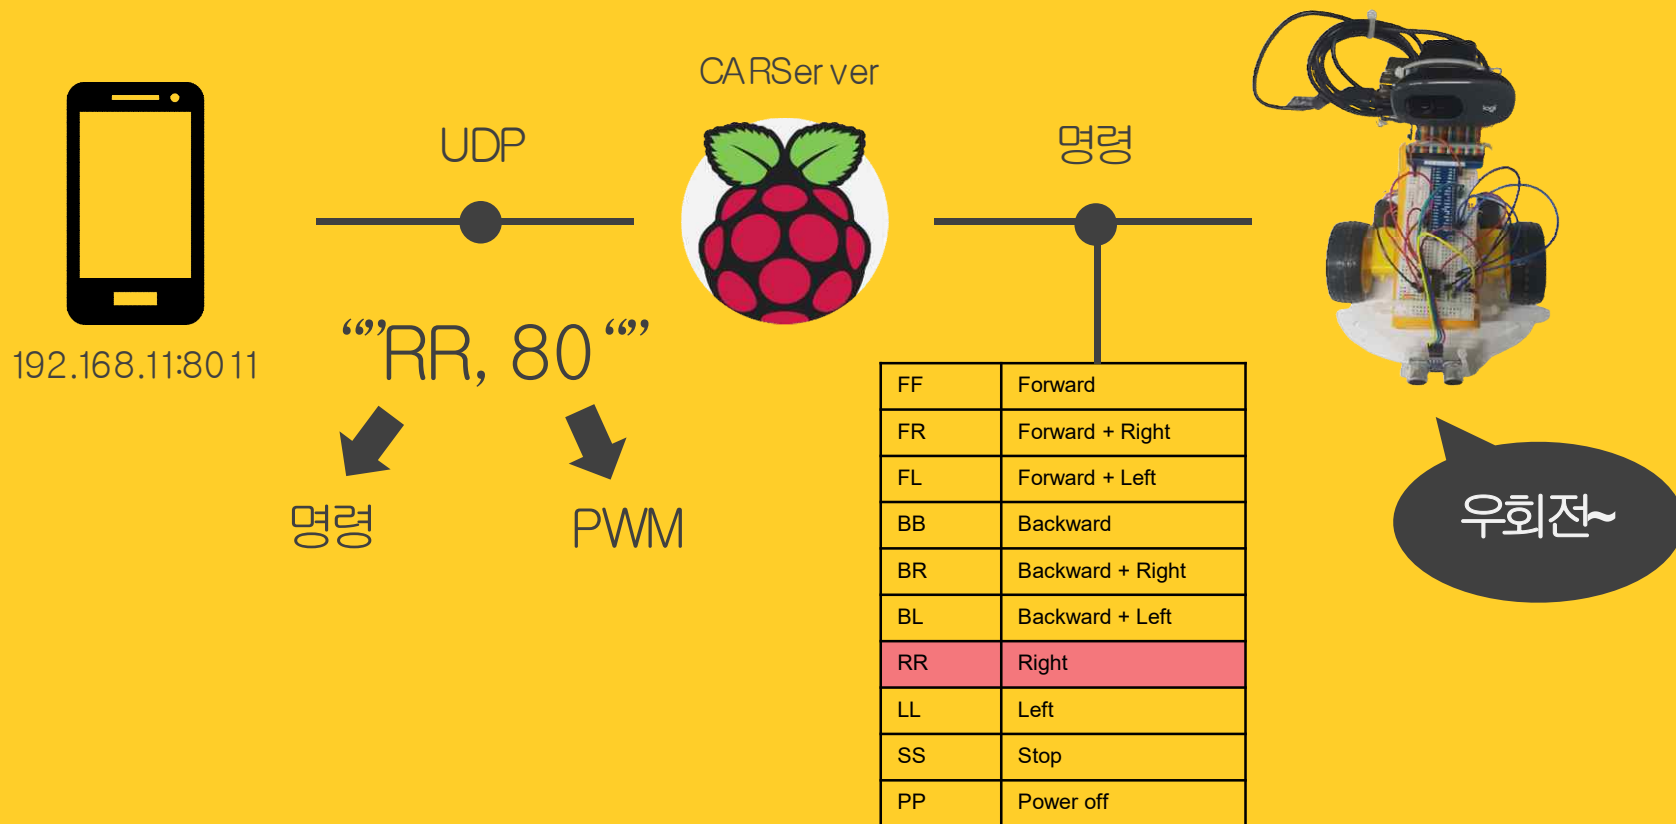 CARServer
UDP
명령
192.168.11:8011
“”RR, 80“”
명령
PWM
FF Forward
FR Forward + Right
FL Forward + Left
BB Backward
BR Backward + Right
BL Backward + Left
RR Right
LL Left
SS Stop
PP Power off
logi
우회전~